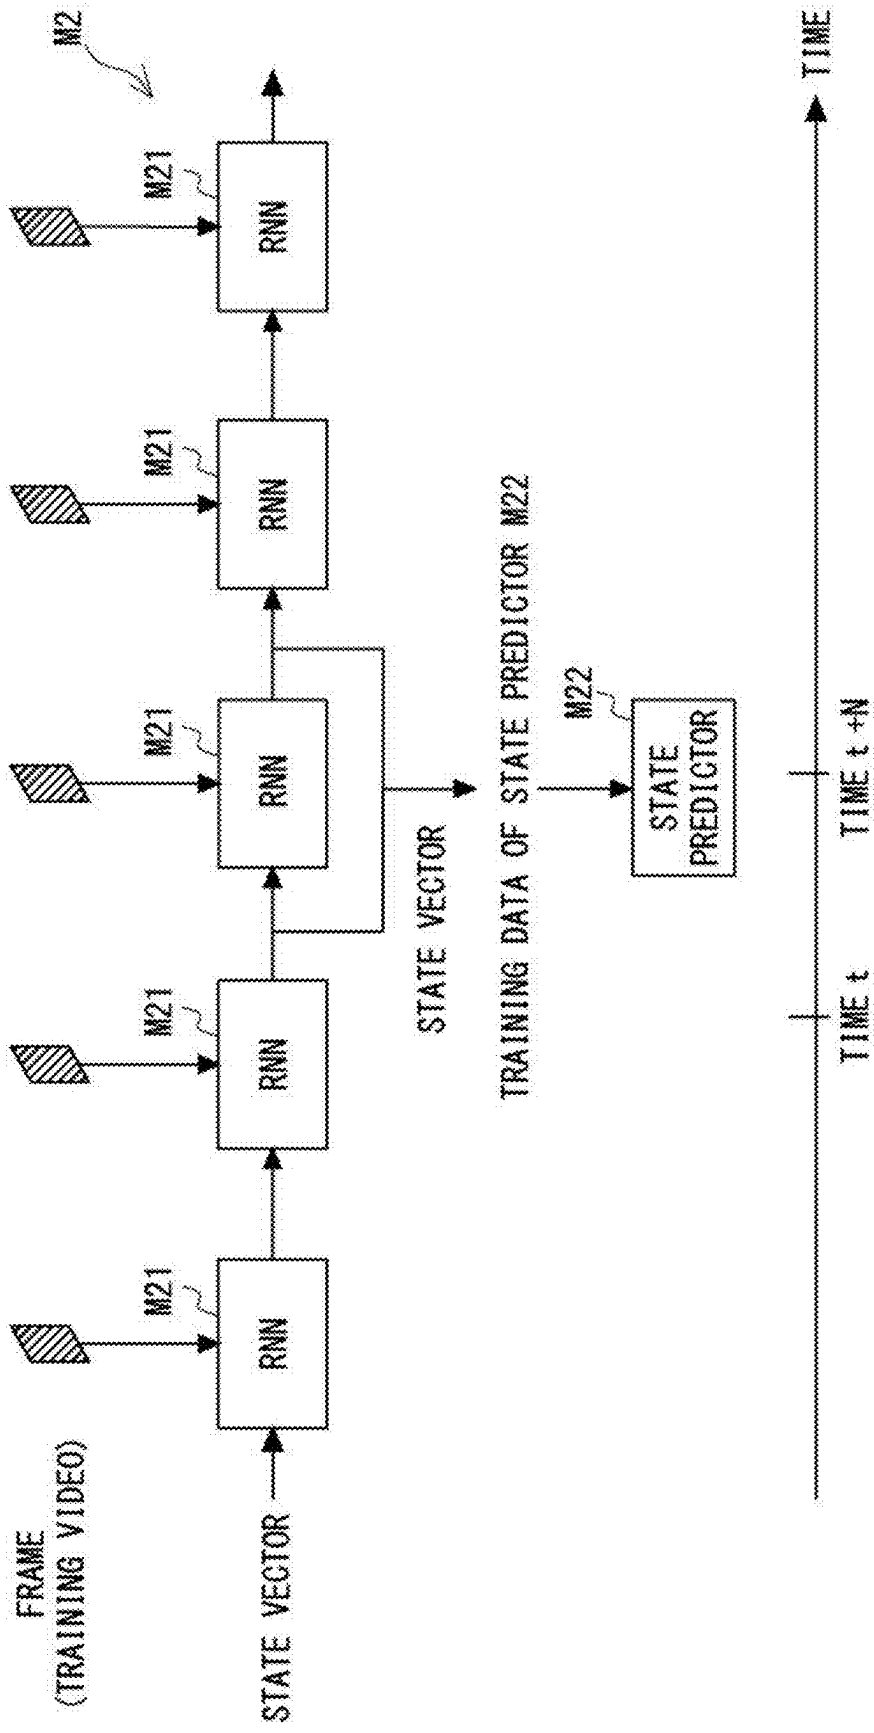 M2
FRAME
(TRAINING VIDEO)
M21
M21
M21
M21
M21
STATE VECTOR
RNN
RNN
RNN
RNN
RNN
STATE VECTOR
TRAINING DATA OF STATE PREDICTOR M22
M22
STATE
PREDICTOR
TIME
TIME t
TIME t +N